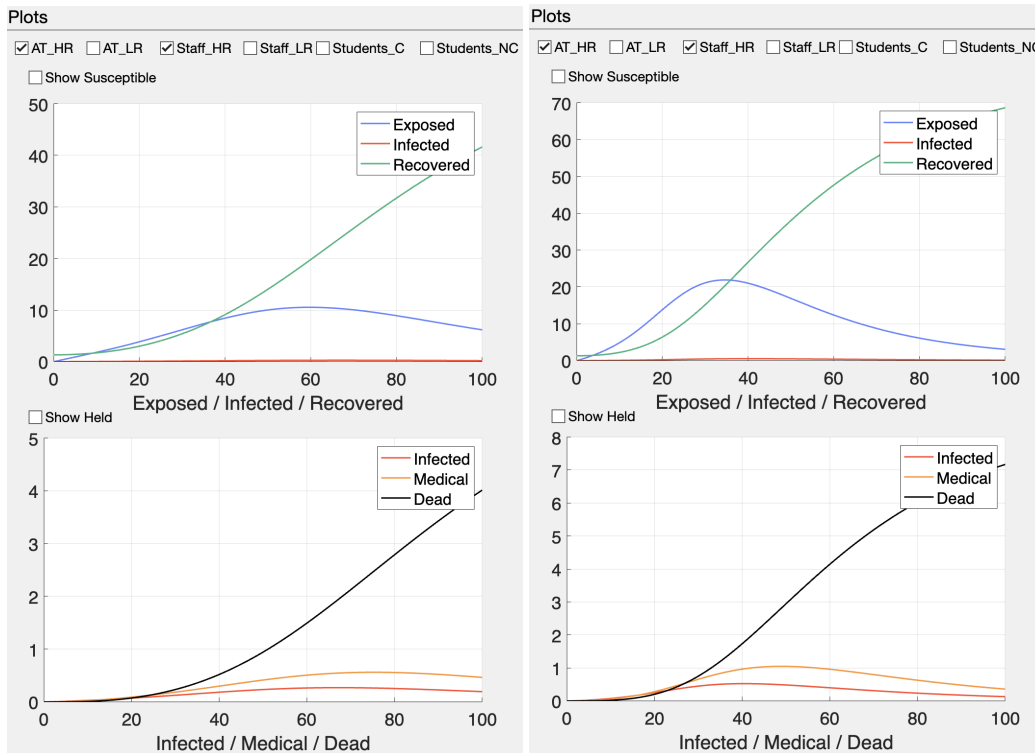 Plots
AT_HR AT_LR Staff_HR Staff_LR Students_C Students_NC
Show Susceptible
50
40
30
20
10
0
Exposed
Infected
Recovered
0 20 40 60 80 100
Exposed / Infected / Recovered
Show Held
5
4
3
2
1
0
Infected
Medical
Dead
0 20 40 60 80 100
Infected / Medical / Dead
Plots
AT_HR AT_LR Staff_HR Staff_LR Students_C Students_NC
Show Susceptible
70
60
50
40
30
20
10
0
Exposed
Infected
Recovered
0 20 40 60 80 100
Exposed / Infected / Recovered
Show Held
8
7
6
5
4
3
2
1
0
Infected
Medical
Dead
0 20 40 60 80 100
Infected / Medical / Dead